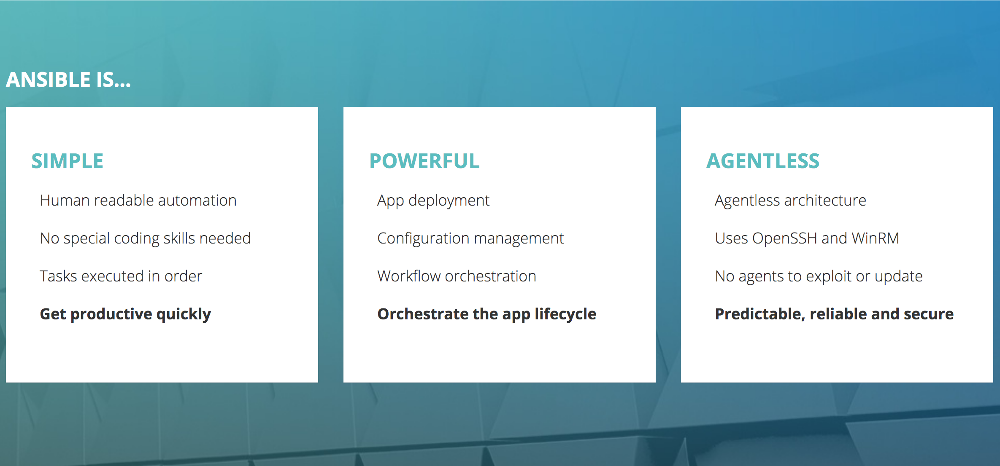 ANSIBLE IS...
SIMPLE
Human readable automation
No special coding skills needed
Tasks executed in order
Get productive quickly
POWERFUL
App deployment
Configuration management
Workflow orchestration
Orchestrate the app lifecycle
AGENTLESS
Agentless architecture
Uses OpenSSH and WinRM
No agents to exploit or update
Predictable, reliable and secure